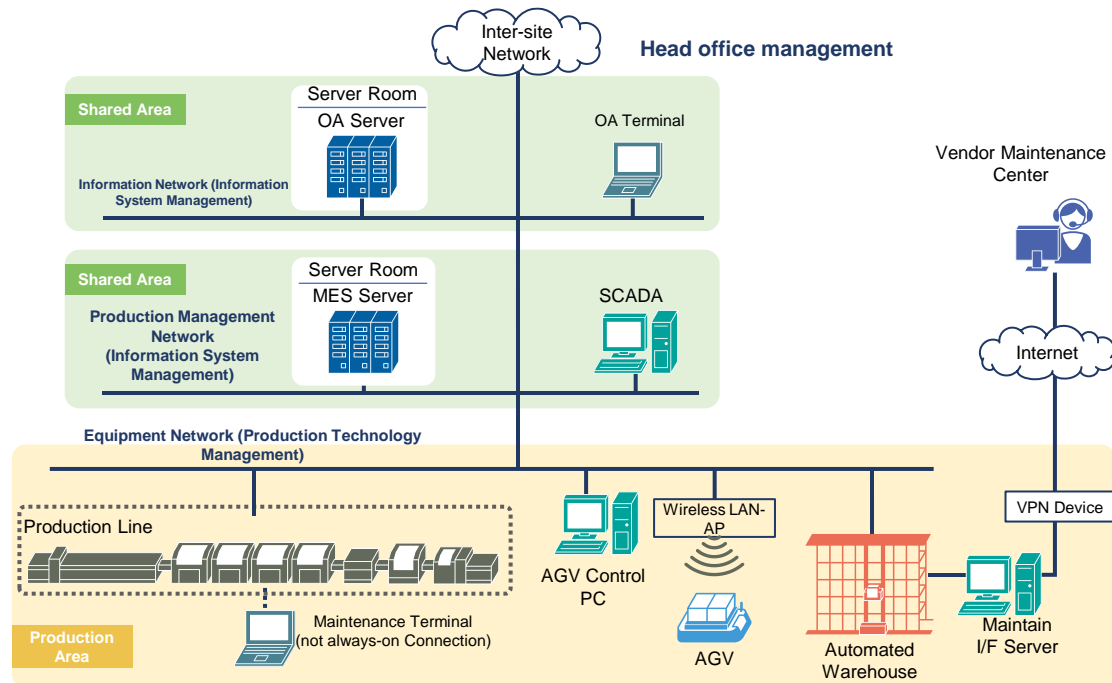 Inter-site
Network
Head office management
Shared Area
Server Room
OA Server
OA Terminal
Information Network (Information
System Management)
Vendor Maintenance
Center
Shared Area
Server Room
MES Server
SCADA
Production Management
Network
(Information System
Management)
Internet
Equipment Network (Production Technology
Management)
Production Line
Wireless LAN-
AP
VPN Device
AGV Control
PC
Maintenance Terminal
(not always-on Connection)
AGV
Automated
Warehouse
Maintain
I/F Server
Production
Area